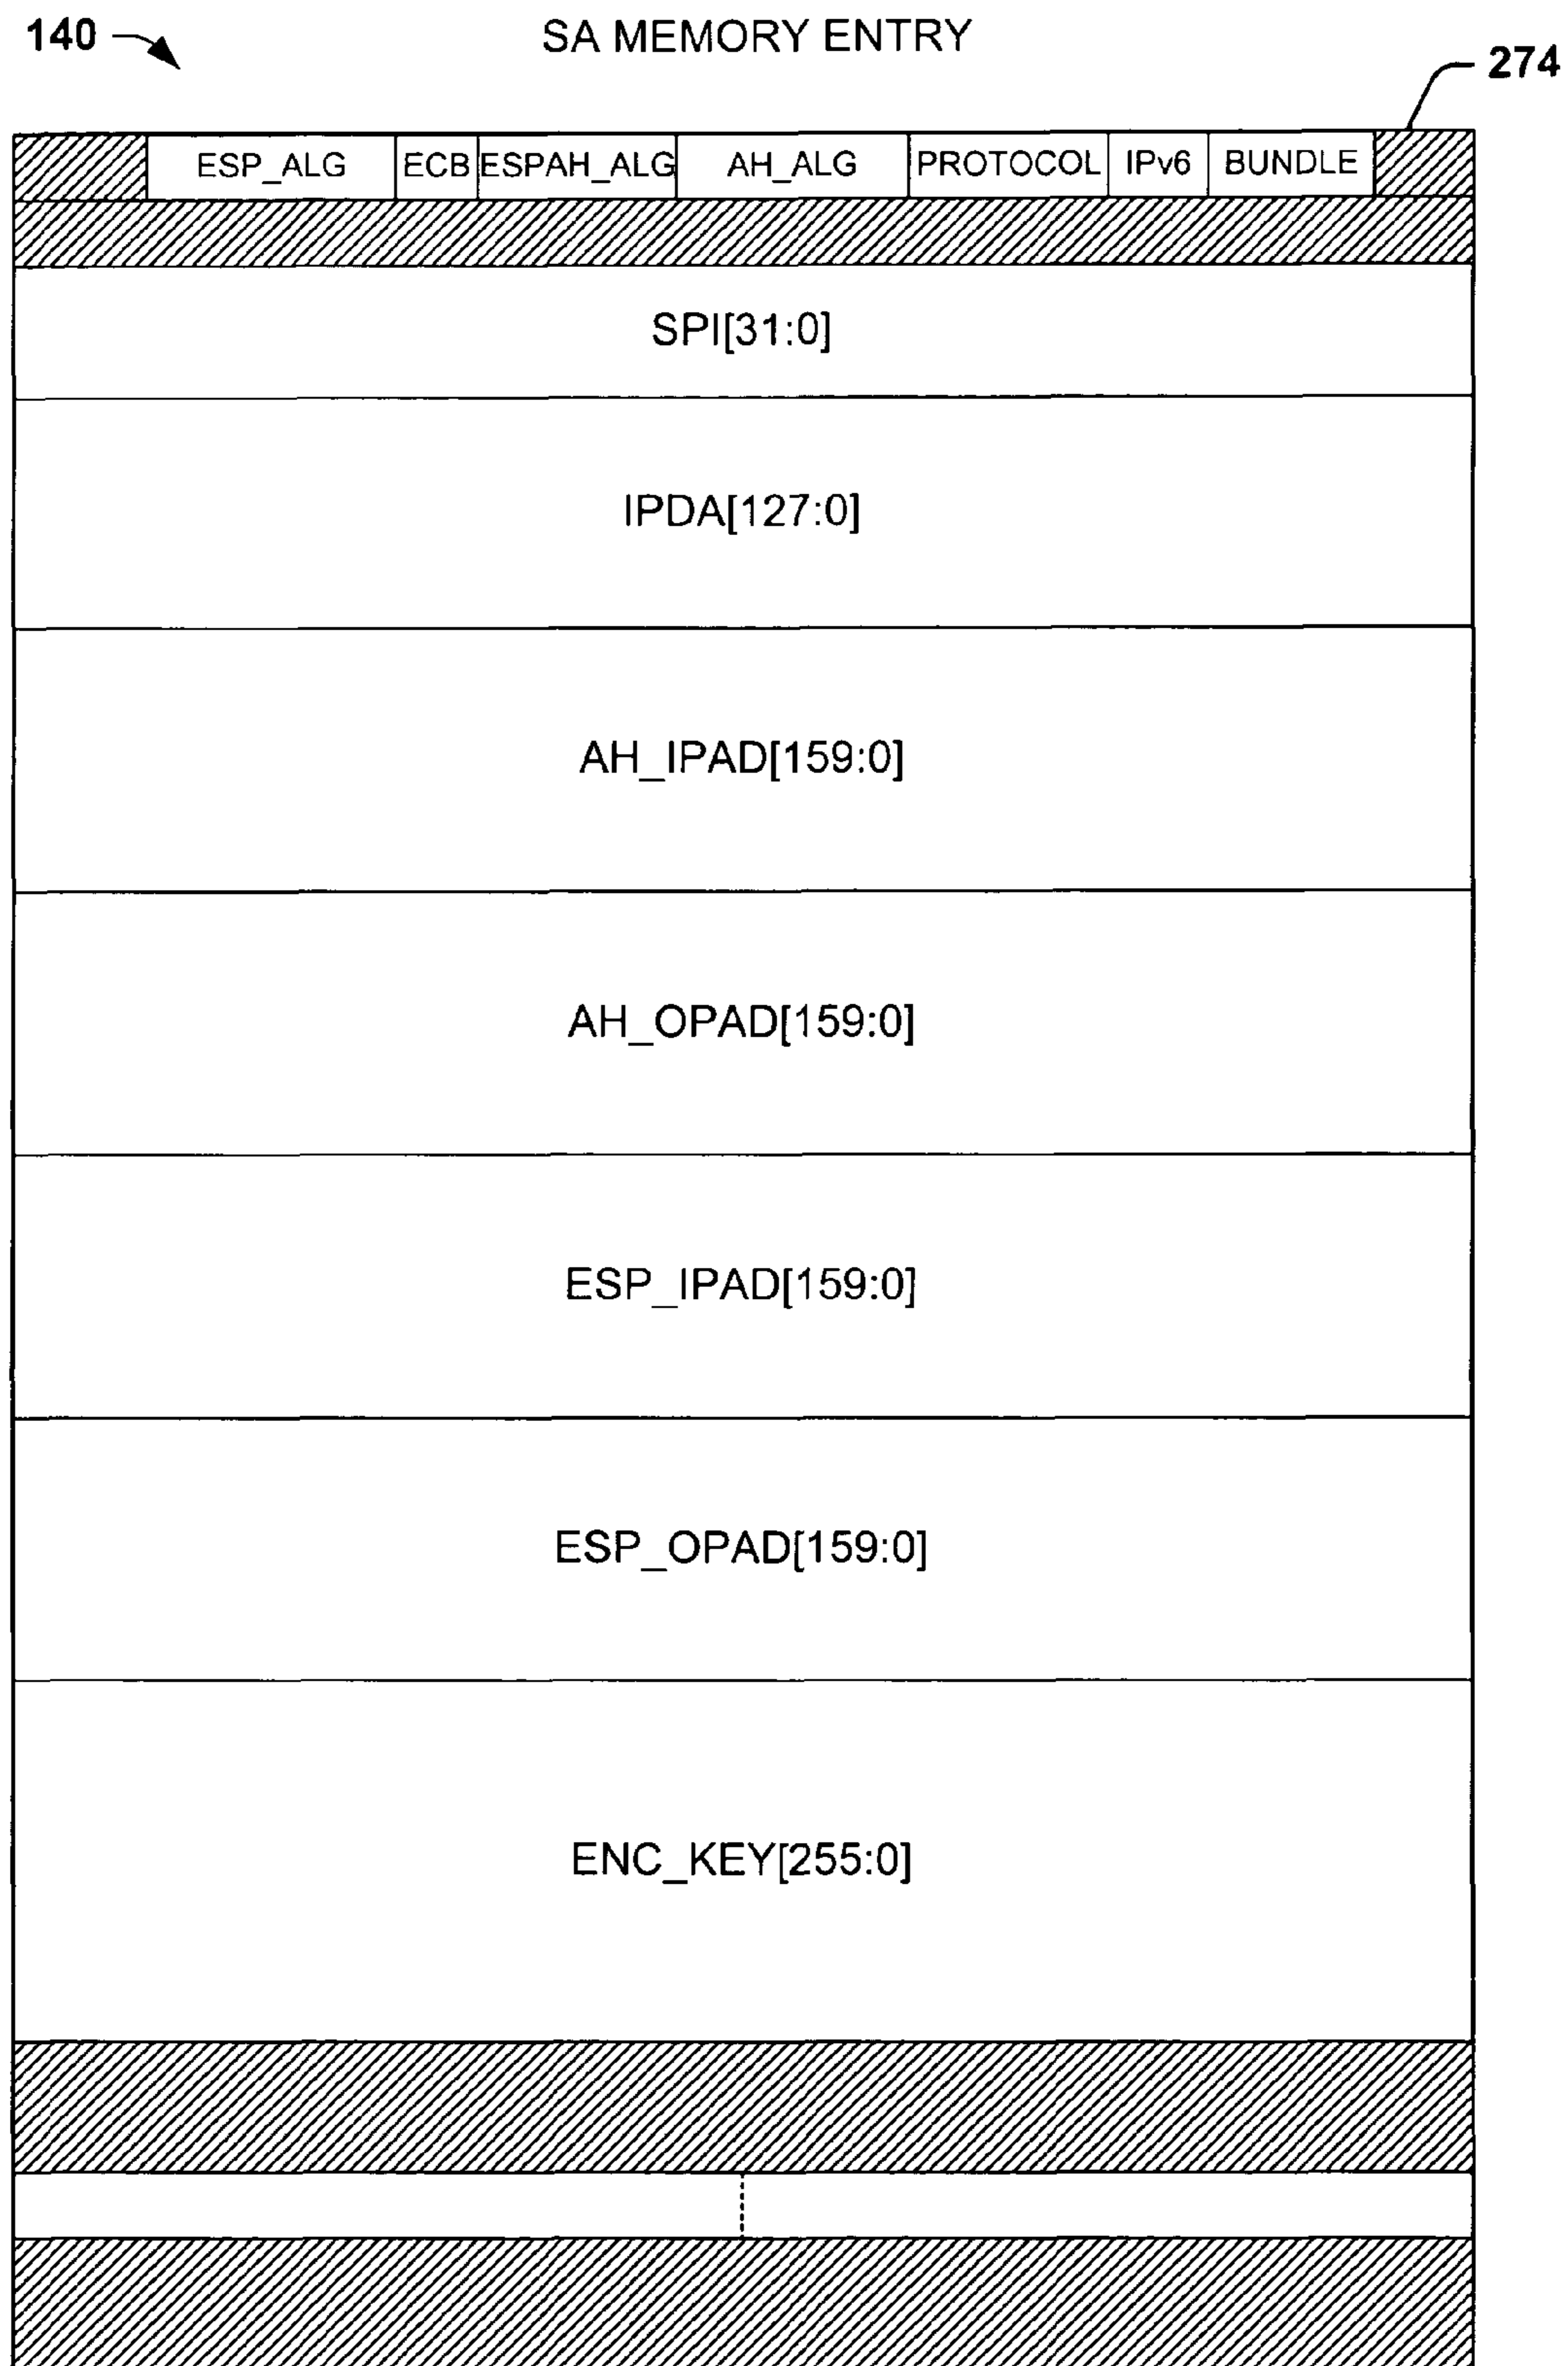 140 SA MEMORY ENTRY
274
ESP_ALG ECB ESPAH_ALG AH_ALG PROTOCOL IPv6 BUNDLE
SPI[31:0]
IPDA[127:0]
AH_IPAD[159:0]
AH_OPAD[159:0]
ESP_IPAD[159:0]
ESP_OPAD[159:0]
ENC_KEY[255:0]